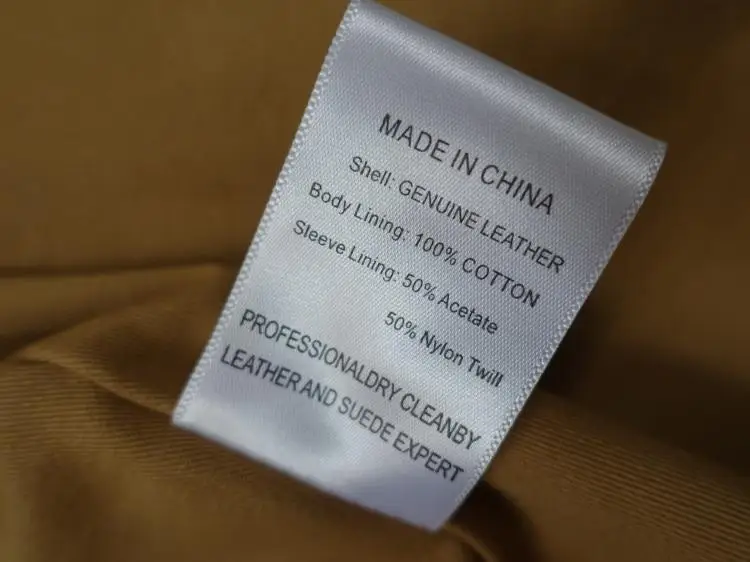 MADE IN CHINA
Shell: GENUINE LEATHER
Body Lining: 100% COTTON
Sleeve Lining: 50% Acetate
50% Nylon Twill
PROFESSIONALDRY CLEANBY
LEATHER AND SUEDE EXPERT